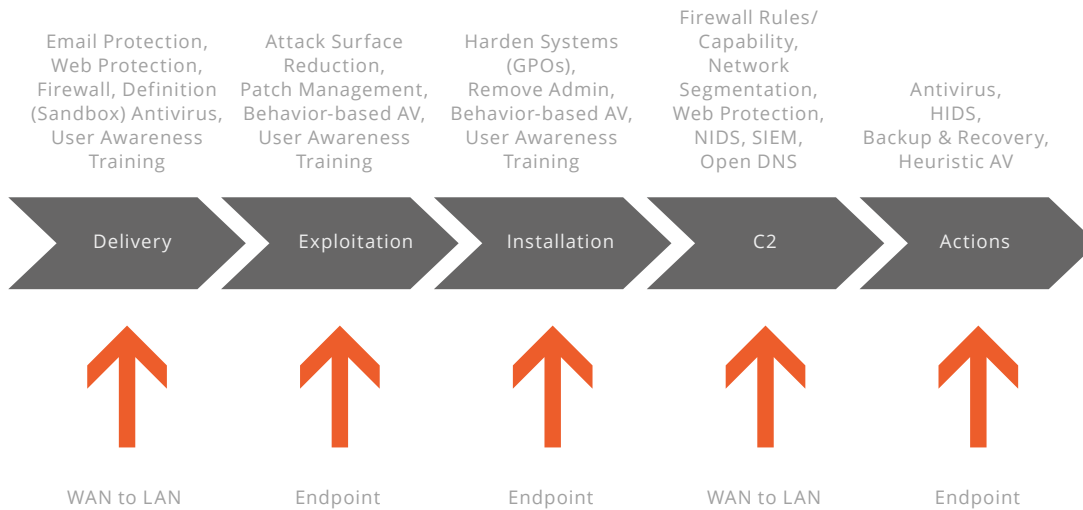 Email Protection,
Web Protection,
Firewall, Definition
(Sandbox) Antivirus,
User Awareness
Training
Attack Surface
Reduction,
Patch Management,
Behavior-based AV,
User Awareness
Training
Harden Systems
(GPOs),
Remove Admin,
Behavior-based AV,
User Awareness
Training
Firewall Rules/
Capability,
Network
Segmentation,
Web Protection,
NIDS, SIEM,
Open DNS
Antivirus,
HIDS,
Backup & Recovery,
Heuristic AV
Delivery
Exploitation
Installation
C2
Actions
WAN to LAN
Endpoint
Endpoint
WAN to LAN
Endpoint